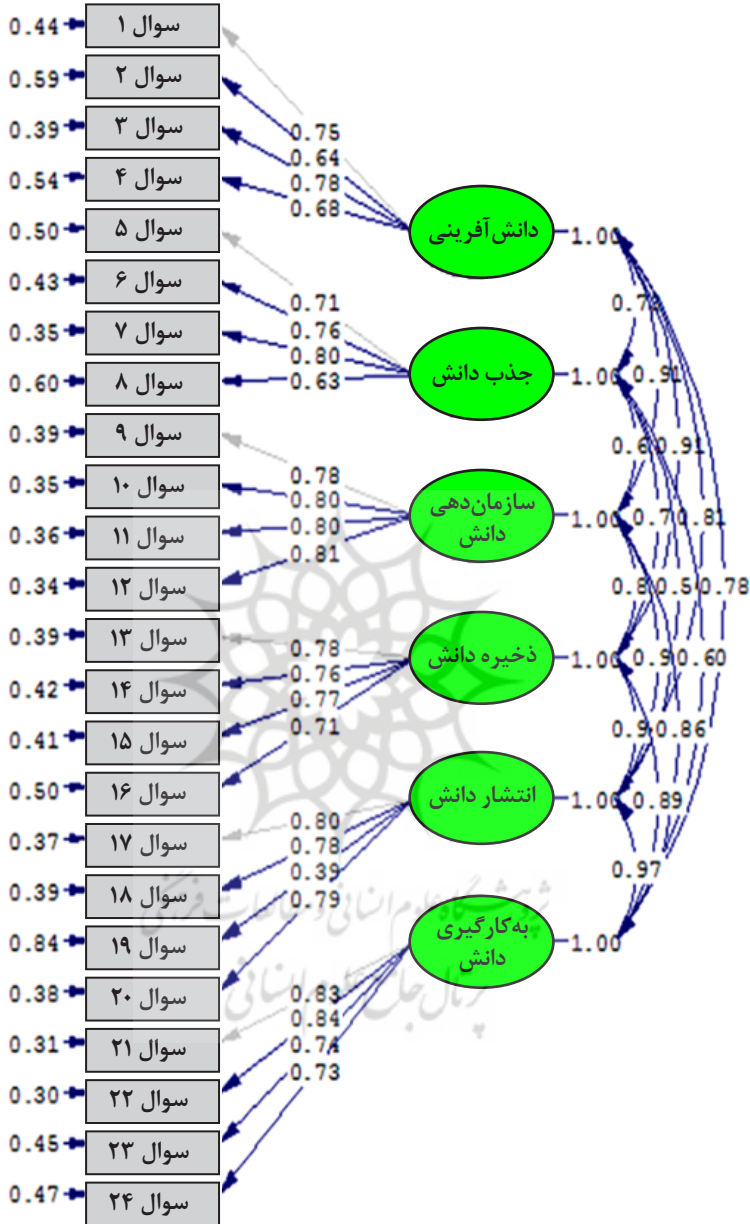 0.44 سوال ۱
0.59 سوال ۲
0.39 سوال ۳
0.54 سوال ۴
0.50 سوال ۵
0.43 سوال ۶
0.35 سوال ۷
0.60 سوال ۸
0.39 سوال ۹
0.35 سوال ۱۰
0.36 سوال ۱۱
0.34 سوال ۱۲
0.39 سوال ۱۳
0.42 سوال ۱۴
0.41 سوال ۱۵
0.50 سوال ۱۶
0.37 سوال ۱۷
0.39 سوال ۱۸
0.84 سوال ۱۹
0.38 سوال ۲۰
0.31 سوال ۲۱
0.30 سوال ۲۲
0.45 سوال ۲۳
0.47 سوال ۲۴
0.75
0.64
0.78
0.68
0.71
0.76
0.80
0.63
0.78
0.80
0.80
0.81
0.78
0.76
0.77
0.71
0.80
0.78
0.39
0.79
0.83
0.84
0.73
دانش‌آفرینی
1.00
جذب دانش
1.00
سازمان‌دهی
دانش
1.00
ذخیره دانش
1.00
انتشار دانش
1.00
به‌کارگیری
دانش
1.00
0.91
0.91
0.81
0.78
0.60
0.86
0.89
0.97
پژوهشگاه علوم انسانی و مطالعات فرهنگی
پرتال جامع علوم انسانی